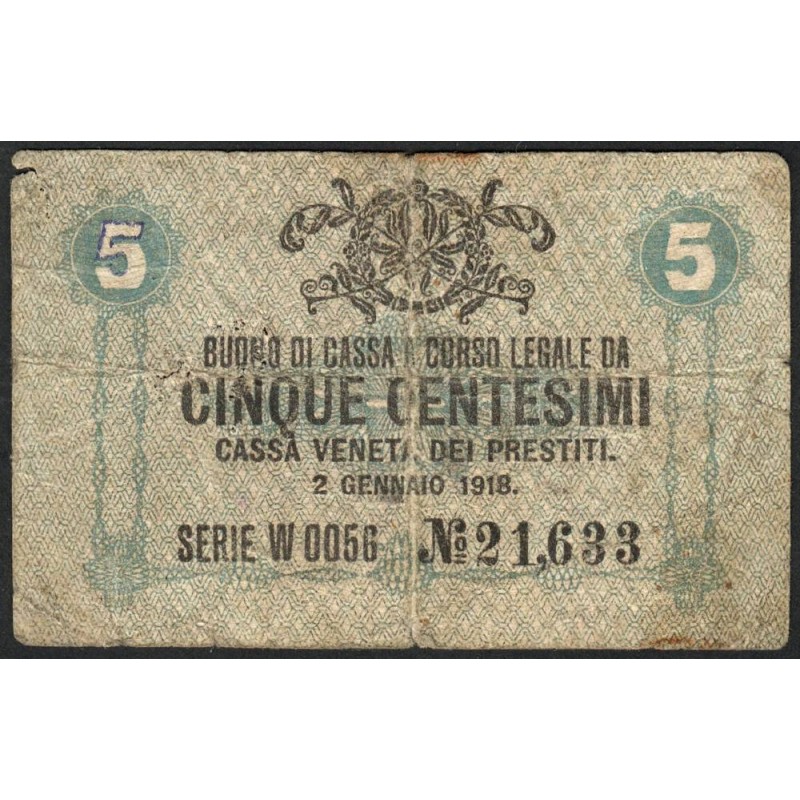 5 5
BUONO DI CASSA A CORSO LEGALE DA
CINQUE CENTESIMI
CASSA VENETA DEI PRESTITI.
2 GENNAIO 1918.
SERIE W 0056 No 21,633